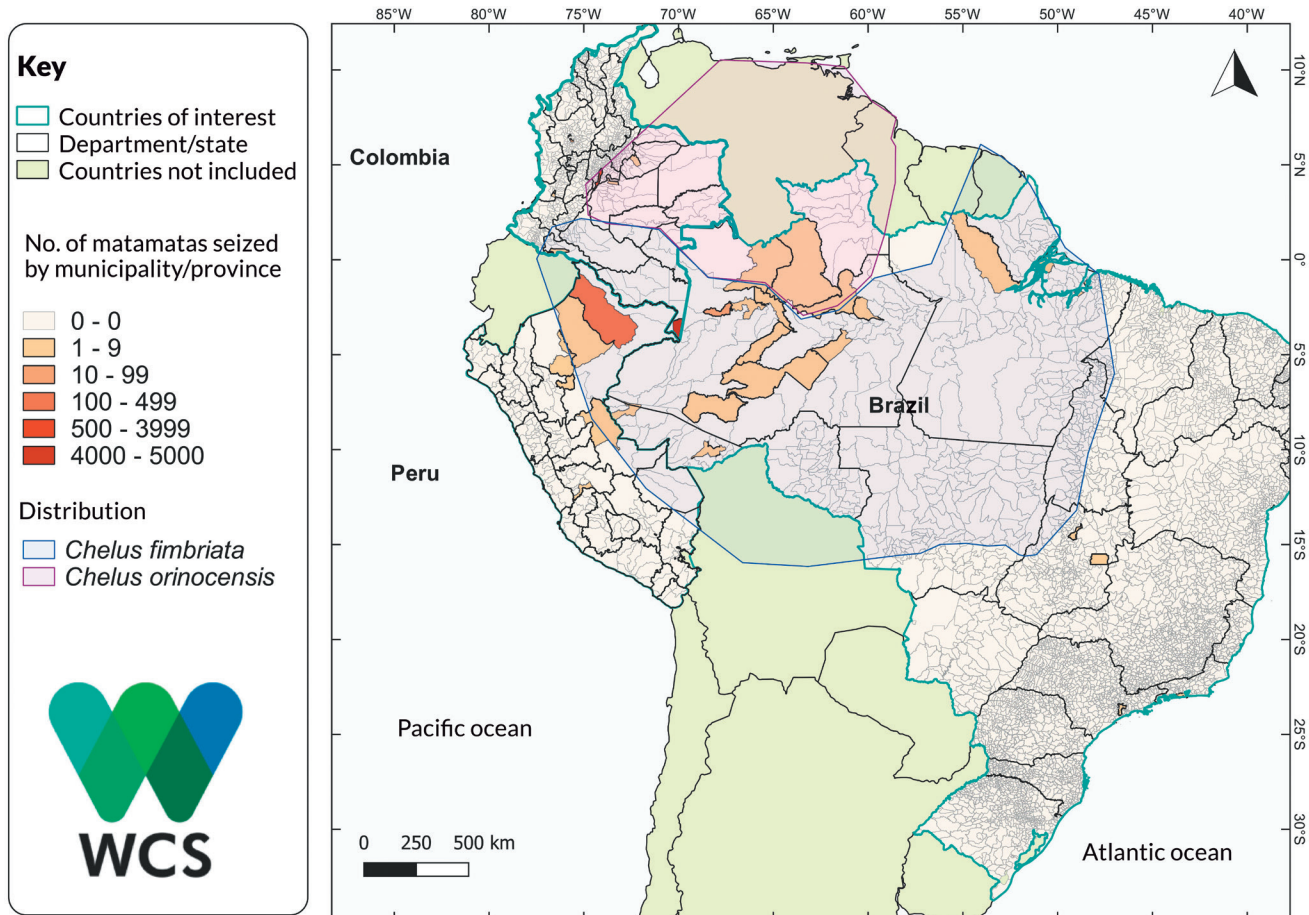 Key
Countries of interest
Department/state
Countries not included
No. of matamatas seized
by municipality/province
0 - 0
1 - 9
10 - 99
100 - 499
500 - 3999
4000 - 5000
Distribution
Chelus fimbriata
Chelus orinocensis
WCS
85°W 80°W 75°W 70°W 65°W 60°W 55°W 50°W 45°W 40°W
10°N
5°N
0°
5°S
10°S
15°S
20°S
25°S
30°S
Colombia
Brazil
Peru
Pacific ocean
Atlantic ocean
0 250 500 km